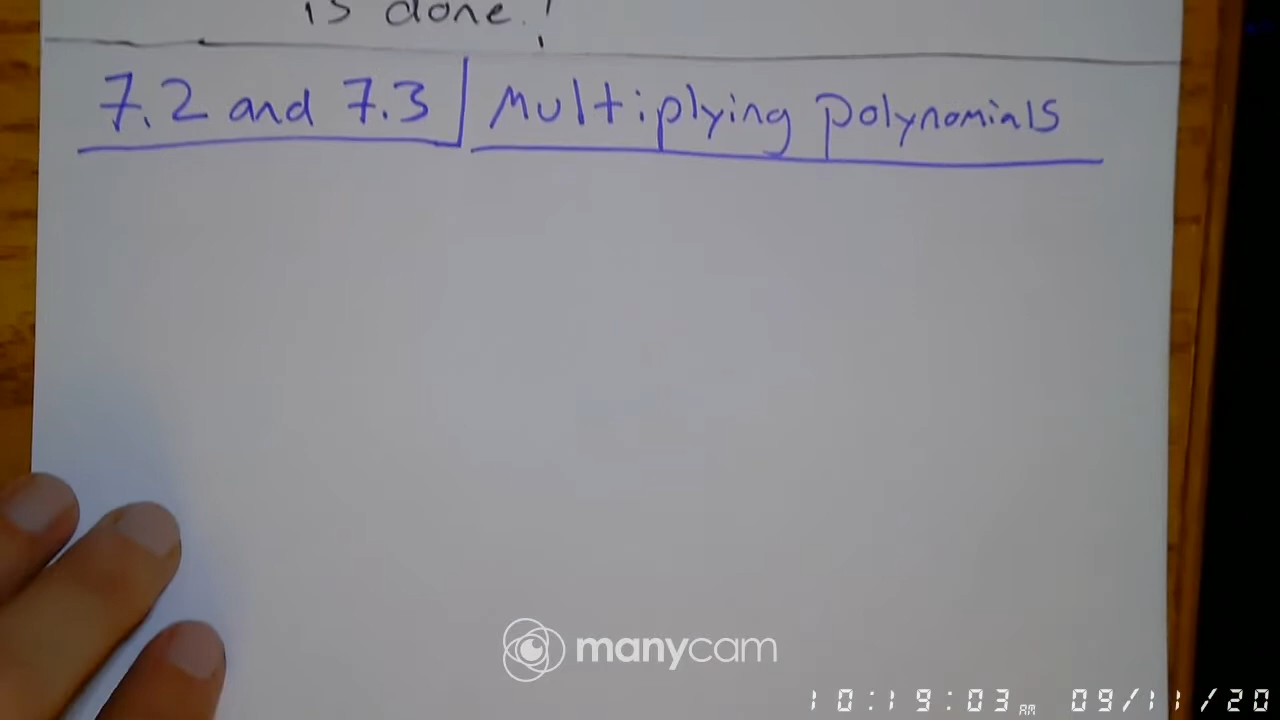 is done!
7.2 and 7.3 Multiplying polynomials
manycam
10:19:03 AM 09/11/20